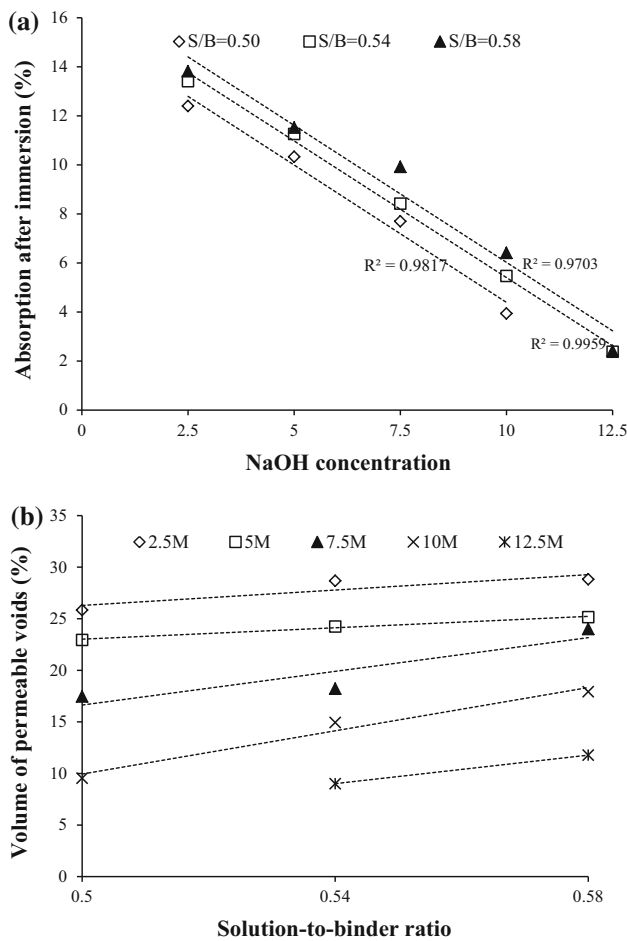 (a)
16
14
12
10
8
6
4
2
0
Absorption after immersion (%)
S/B=0.50 S/B=0.54 S/B=0.58
R² = 0.9817
R² = 0.9703
R² = 0.9959
0 2.5 5 7.5 10 12.5
NaOH concentration
(b)
35
30
25
20
15
10
5
0
Volume of permeable voids (%)
2.5M 5M 7.5M 10M 12.5M
0.5 0.54 0.58
Solution-to-binder ratio